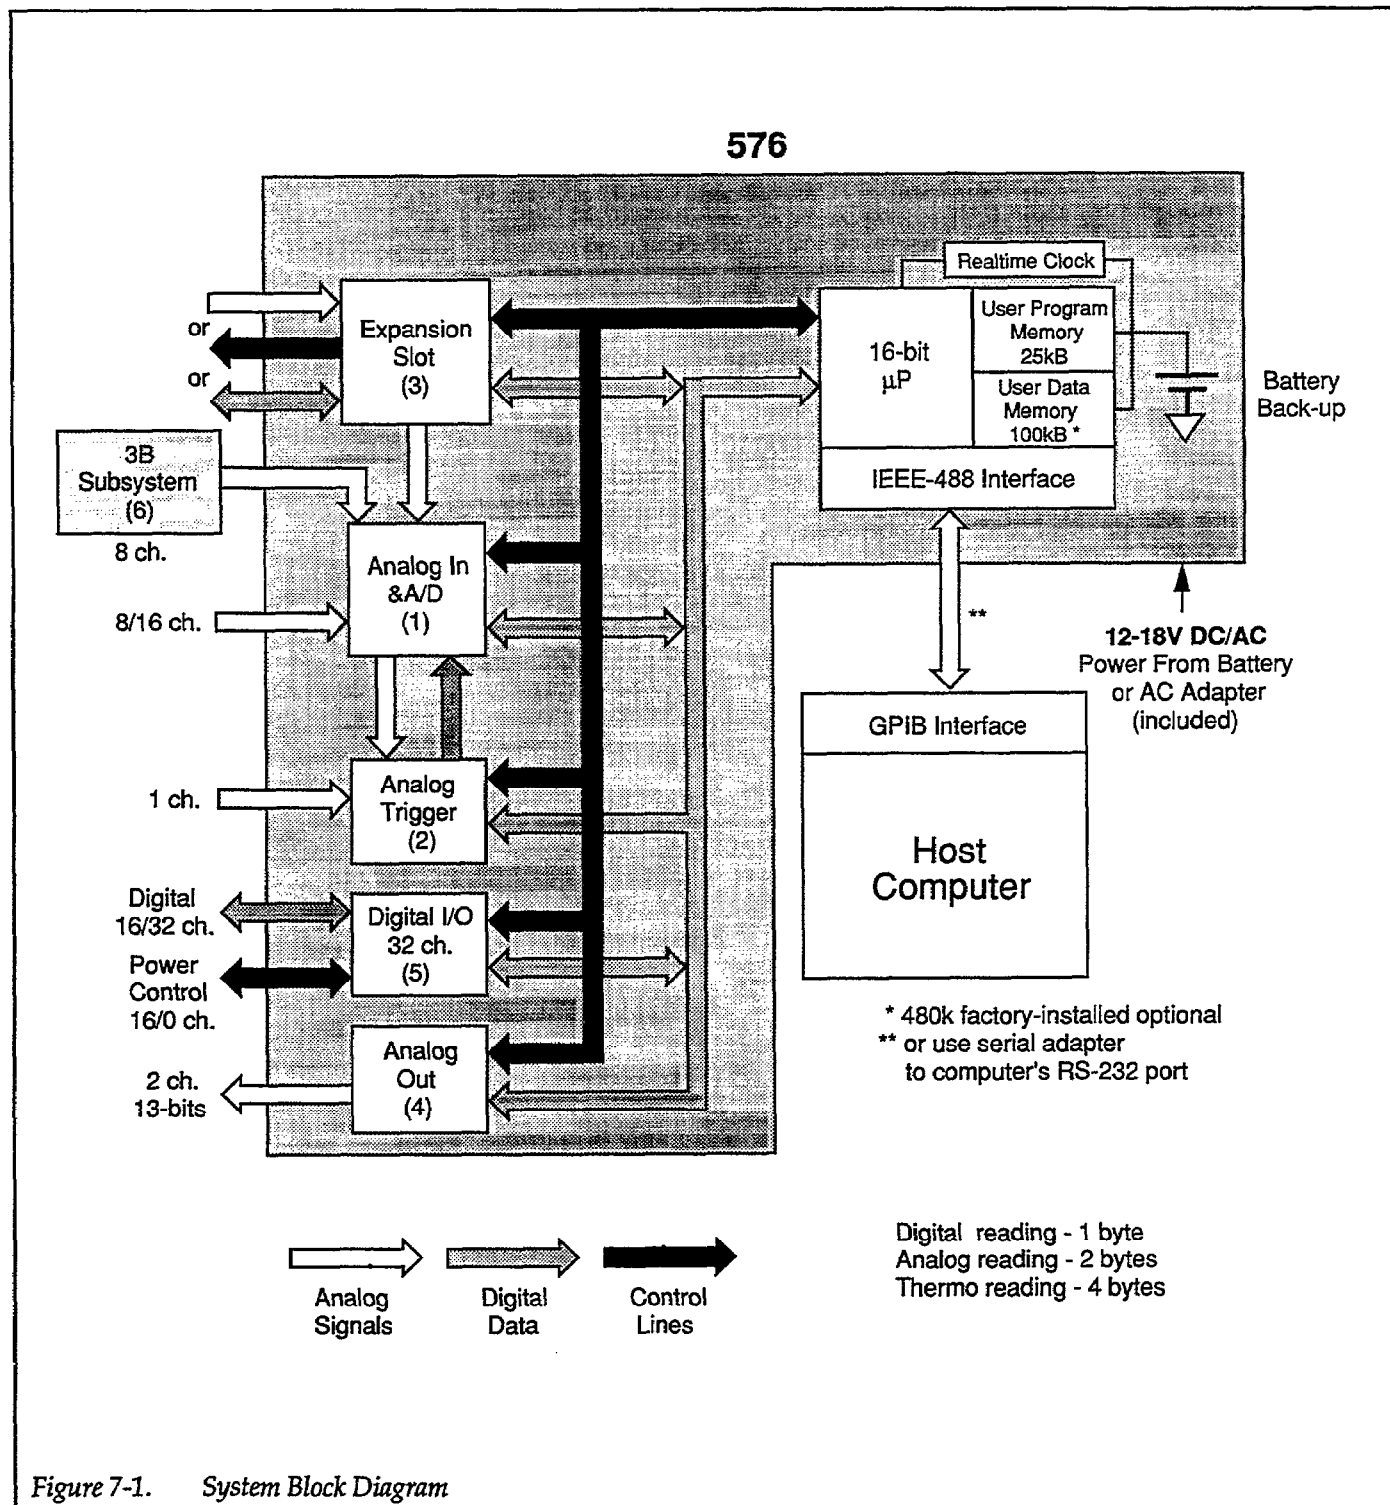 576
Realtime Clock
or
or
Expansion
Slot
(3)
16-bit
µP
User Program
Memory
25kB
User Data
Memory
100kB *
IEEE-488 Interface
Battery
Back-up
3B
Subsystem
(6)
8 ch.
Analog In
&A/D
(1)
8/16 ch.
**
12-18V DC/AC
Power From Battery
or AC Adapter
(included)
GPIB Interface
Host
Computer
1 ch.
Analog
Trigger
(2)
Digital
16/32 ch.
Power
Control
16/0 ch.
Digital I/O
32 ch.
(5)
2 ch.
13-bits
Analog
Out
(4)
* 480k factory-installed optional
** or use serial adapter
to computer's RS-232 port
Analog
Signals
Digital
Data
Control
Lines
Digital reading - 1 byte
Analog reading - 2 bytes
Thermo reading - 4 bytes
Figure 7-1. System Block Diagram